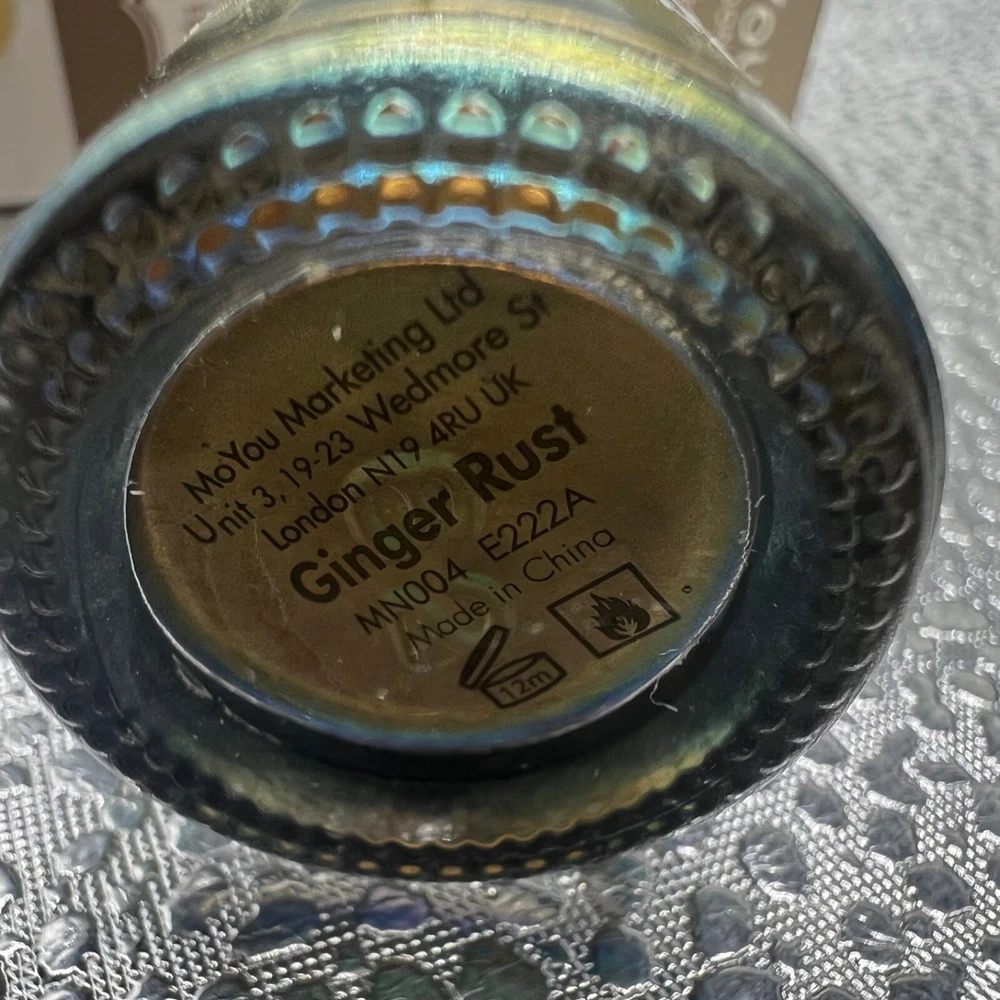 MoYou Marketing Ltd
Unit 3, 19-23 Wedmore St
London N19 4RU UK
Ginger Rust
MN004 E222A
Made in China
12m